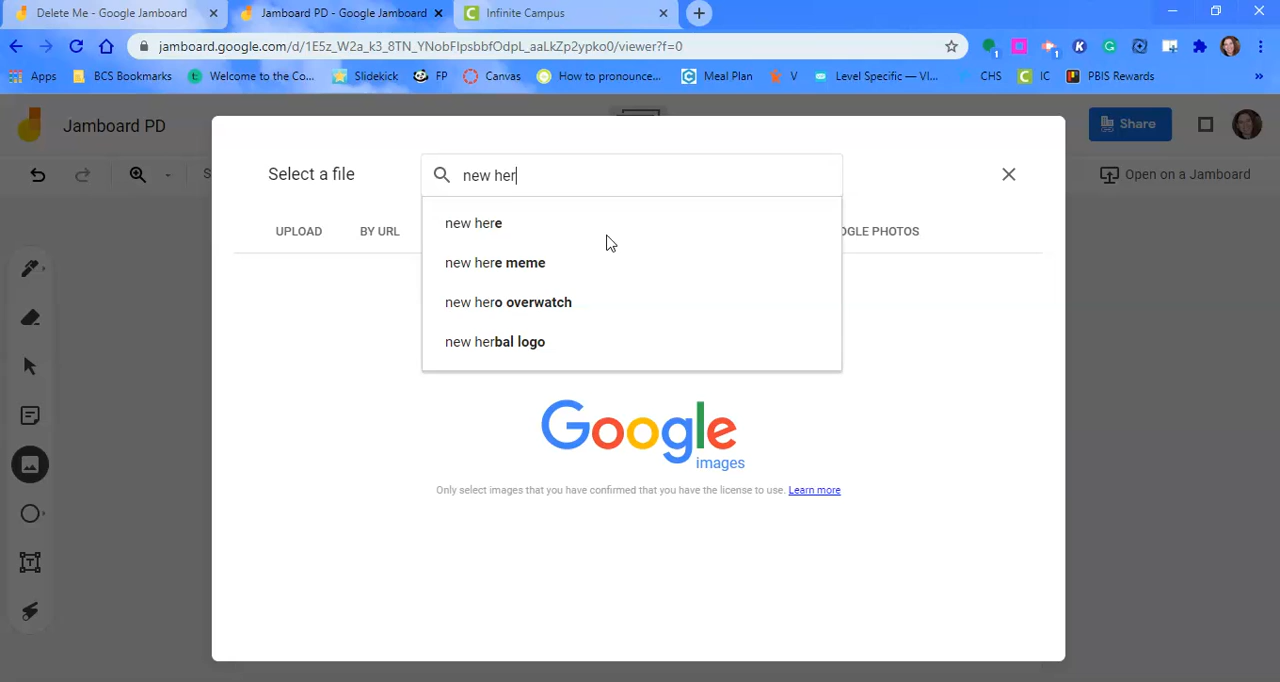 Delete Me - Google Jamboard
Jamboard PD - Google Jamboard
Infinite Campus
jamboard.google.com/d/1E5z_W2a_k3_8TN_YNobFlpsbbfOdpL_aaLkZp2ypko0/viewer?f=0
Apps
BCS Bookmarks
Welcome to the Co...
Slidekick
FP
Canvas
How to pronounce...
Meal Plan
V
Level Specific — VI...
CHS
IC
PBIS Rewards
Jamboard PD
Share
Select a file
new her
Open on a Jamboard
UPLOAD
BY URL
OGLE PHOTOS
new here
new here meme
new hero overwatch
new herbal logo
Google
images
Only select images that you have confirmed that you have the license to use. Learn more